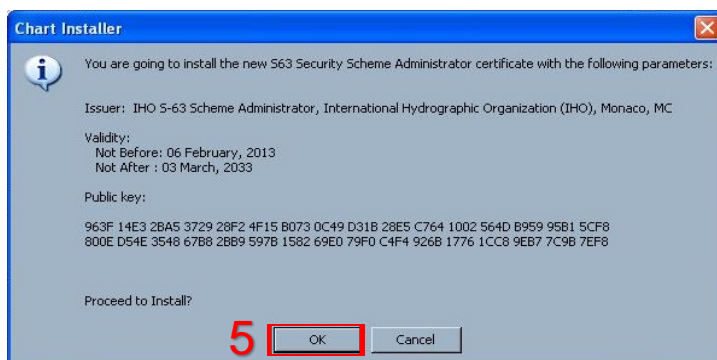 Chart Installer
You are going to install the new S63 Security Scheme Administrator certificate with the following parameters:
Issuer: IHO S-63 Scheme Administrator, International Hydrographic Organization (IHO), Monaco, MC
Validity:
Not Before: 06 February, 2013
Not After : 03 March, 2033
Public key:
963F 14E3 2BA5 3729 28F2 4F15 B073 0C49 D31B 28E5 C764 1002 564D B959 95B1 5CF8
800E D54E 3548 67B8 2BB9 597B 1582 69E0 79F0 C4F4 926B 1776 1CC8 9EB7 7C9B 7EF8
Proceed to Install?
5 OK Cancel